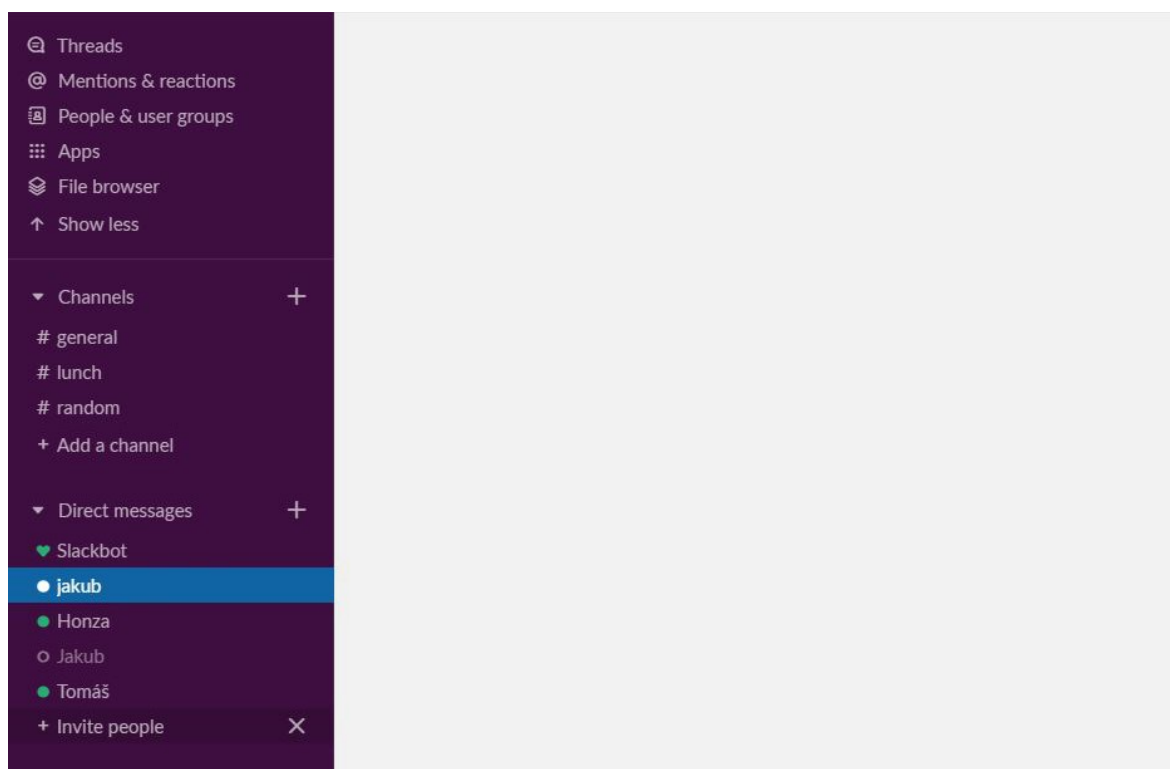 Threads
@ Mentions & reactions
People & user groups
Apps
File browser
↑ Show less
Channels +
# general
# lunch
# random
+ Add a channel
Direct messages +
Slackbot
jakub
Honza
Jakub
Tomáš
+ Invite people ×